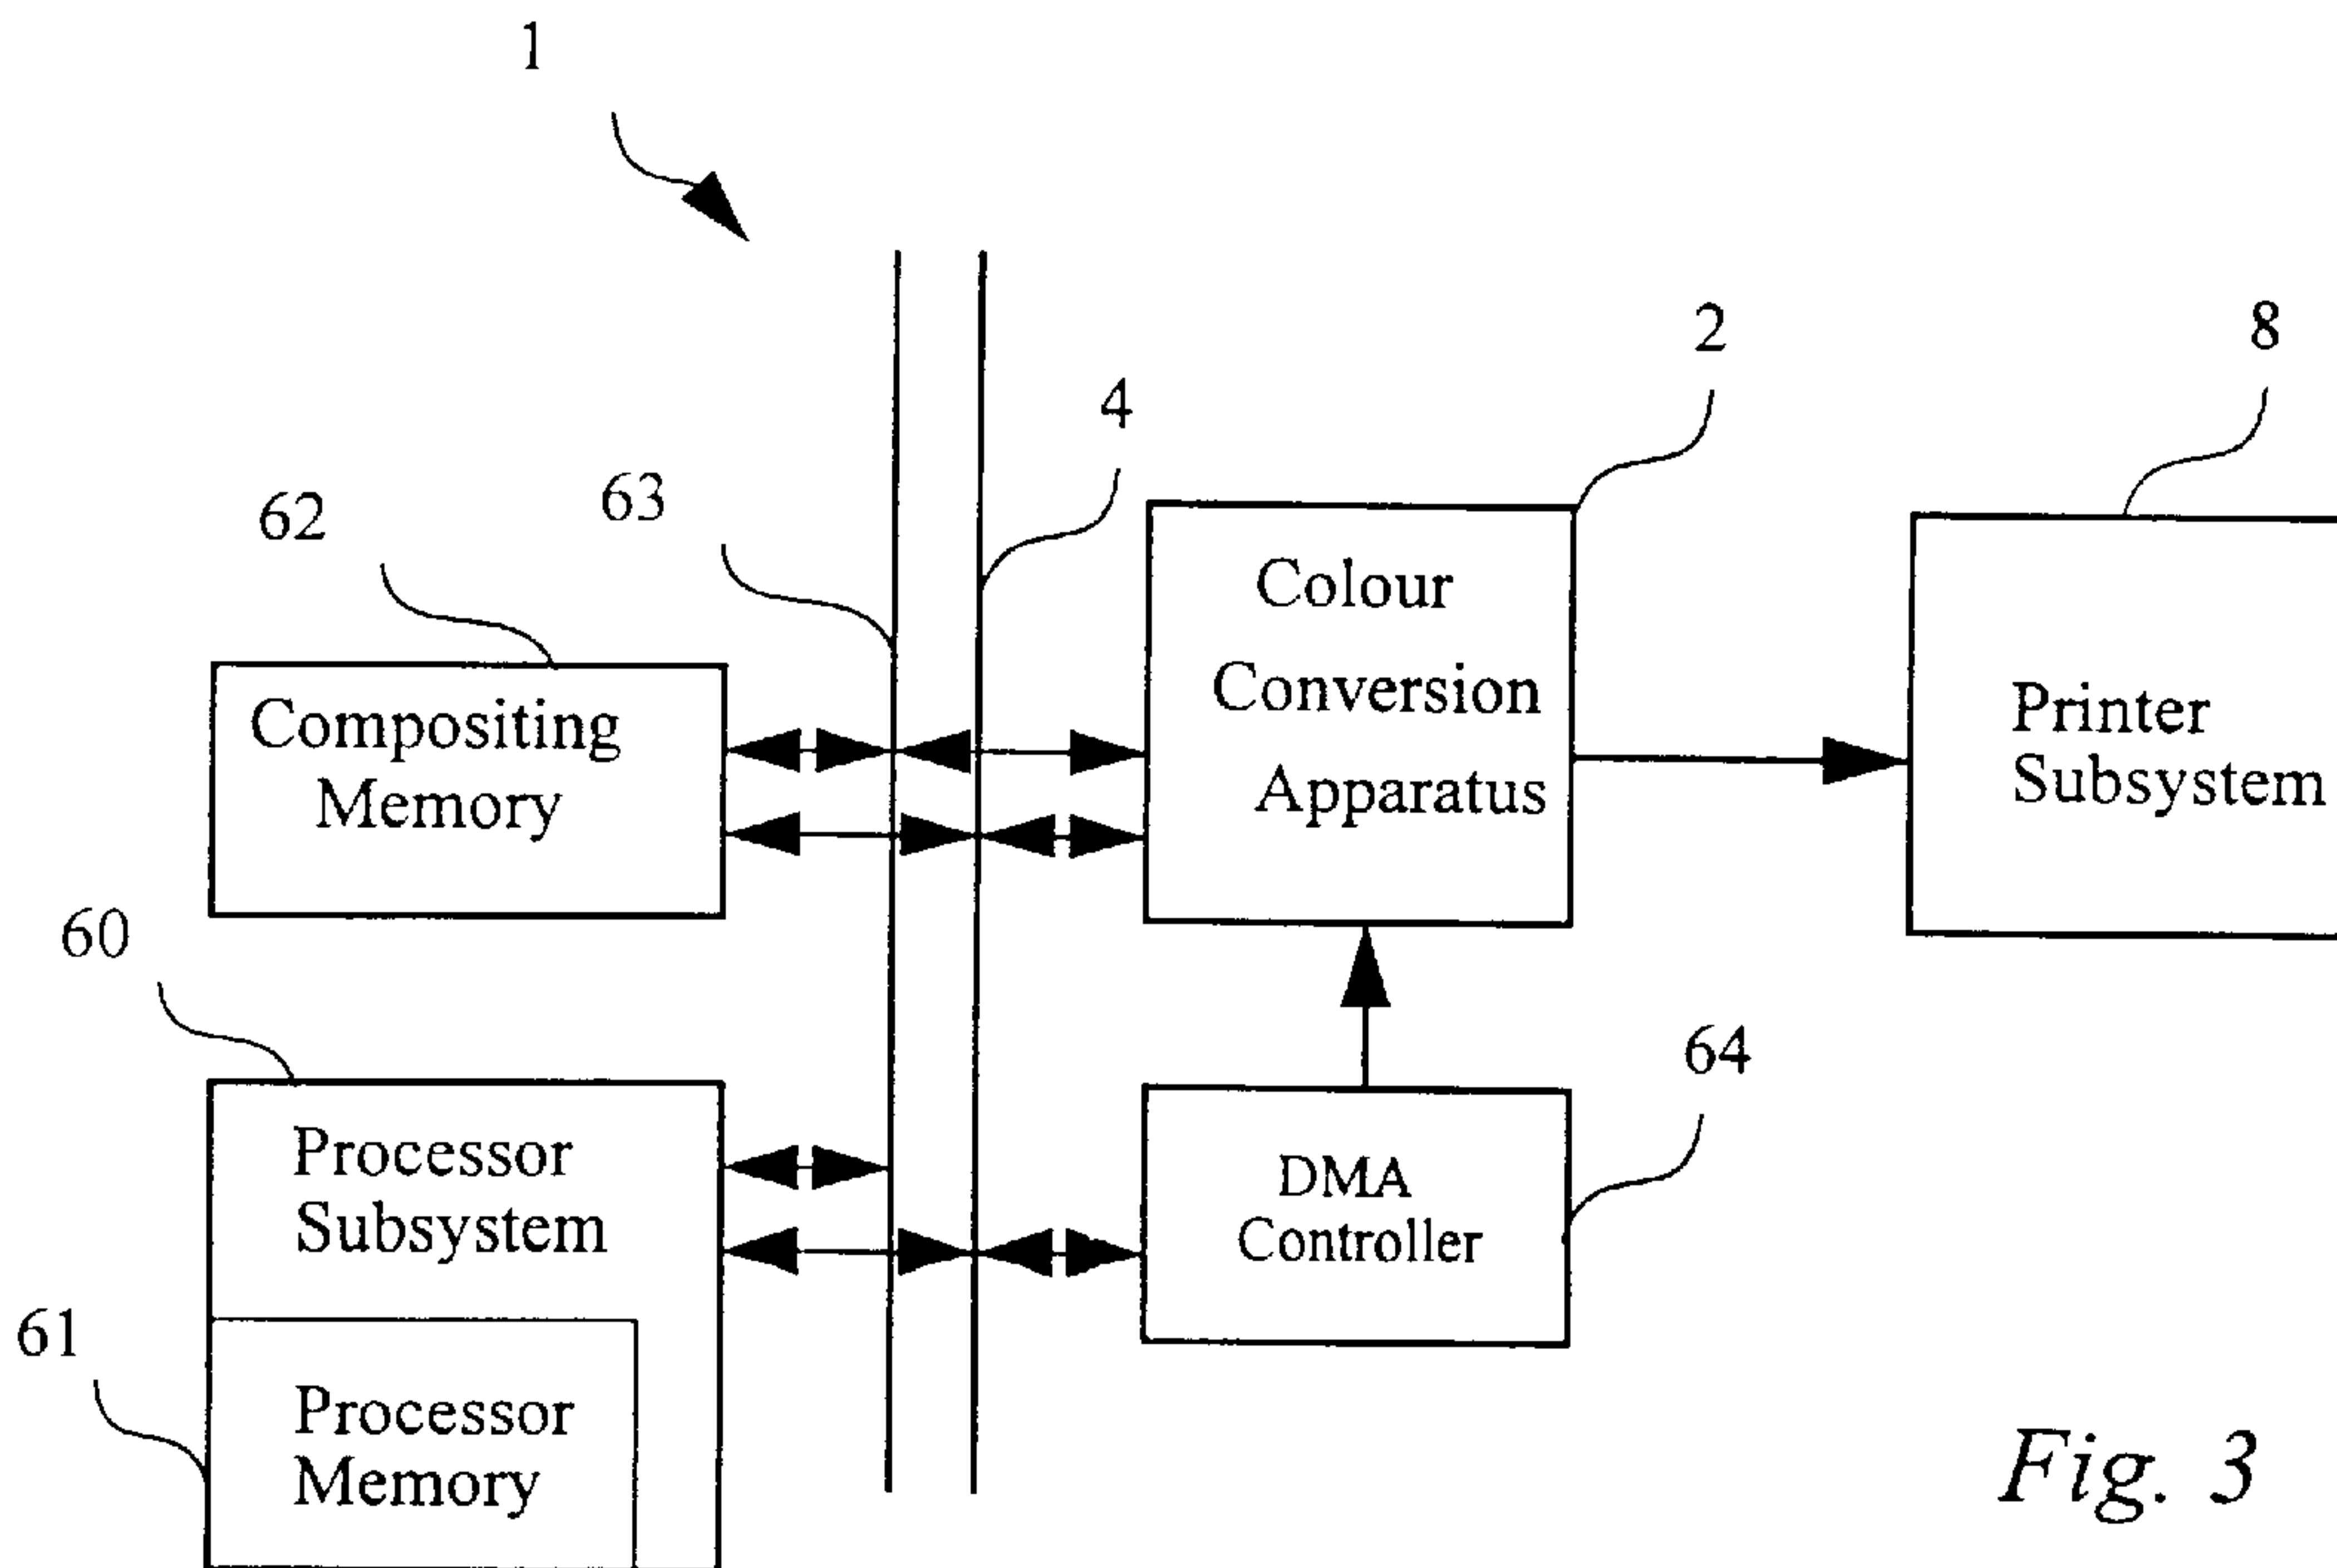 1
2
8
4
63
62
Colour
Conversion
Apparatus
Printer
Subsystem
Compositing
Memory
60
64
Processor
Subsystem
DMA
Controller
61
Processor
Memory
Fig. 3